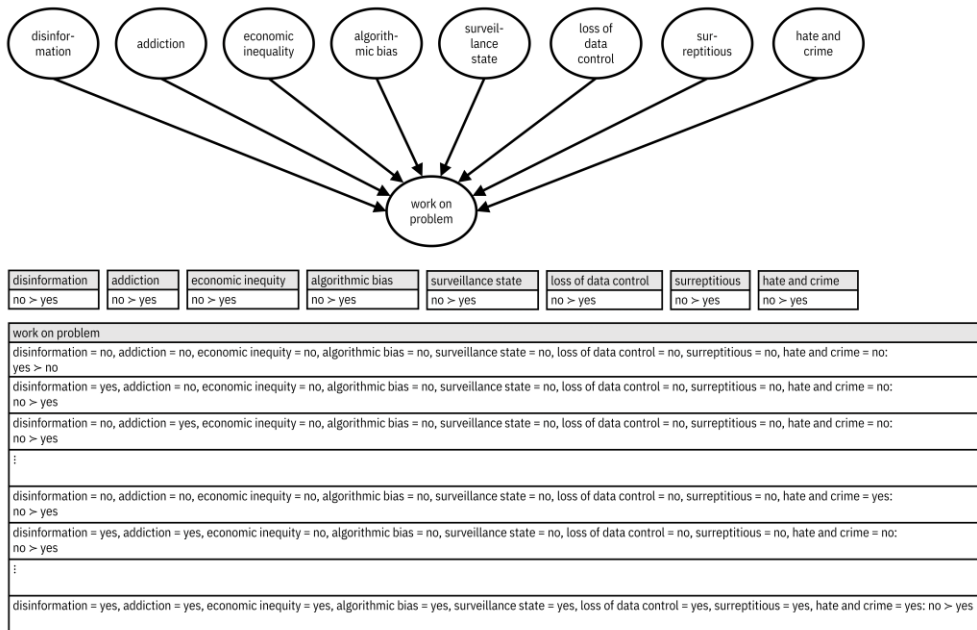 disinfor-
mation
addiction
economic
inequality
algorith-
mic bias
surveil-
lance
state
loss of
data
control
sur-
reptitious
hate and
crime
work on
problem
disinformation
no ≻ yes
addiction
no ≻ yes
economic inequity
no ≻ yes
algorithmic bias
no ≻ yes
surveillance state
no ≻ yes
loss of data control
no ≻ yes
surreptitious
no ≻ yes
hate and crime
no ≻ yes
work on problem
disinformation = no, addiction = no, economic inequity = no, algorithmic bias = no, surveillance state = no, loss of data control = no, surreptitious = no, hate and crime = no:
yes ≻ no
disinformation = yes, addiction = no, economic inequity = no, algorithmic bias = no, surveillance state = no, loss of data control = no, surreptitious = no, hate and crime = no:
no ≻ yes
disinformation = no, addiction = yes, economic inequity = no, algorithmic bias = no, surveillance state = no, loss of data control = no, surreptitious = no, hate and crime = no:
no ≻ yes
⋮
disinformation = no, addiction = no, economic inequity = no, algorithmic bias = no, surveillance state = no, loss of data control = no, surreptitious = no, hate and crime = yes:
no ≻ yes
disinformation = yes, addiction = yes, economic inequity = no, algorithmic bias = no, surveillance state = no, loss of data control = no, surreptitious = no, hate and crime = no:
no ≻ yes
⋮
disinformation = yes, addiction = yes, economic inequity = yes, algorithmic bias = yes, surveillance state = yes, loss of data control = yes, surreptitious = yes, hate and crime = yes: no ≻ yes